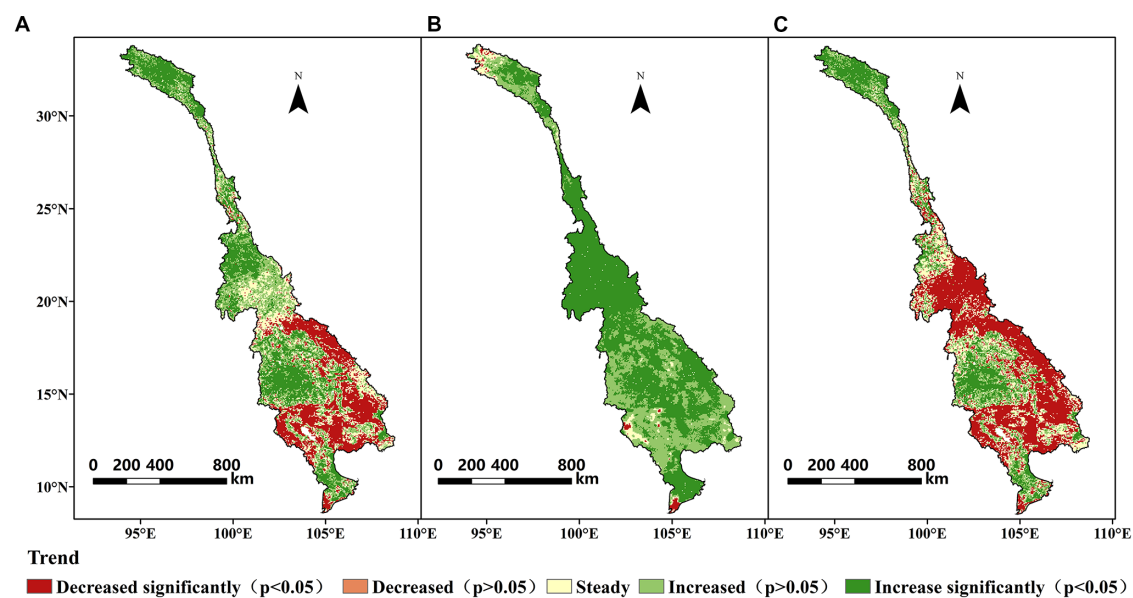 A B C
N N N
30°N
25°N
20°N
15°N
10°N
0 200 400 800 km
0 200 400 800 km
0 200 400 800 km
95°E 100°E 105°E 110°E 95°E 100°E 105°E 110°E 95°E 100°E 105°E 110°E
Trend
Decreased significantly（p<0.05） Decreased（p>0.05） Steady Increased（p>0.05） Increase significantly（p<0.05）